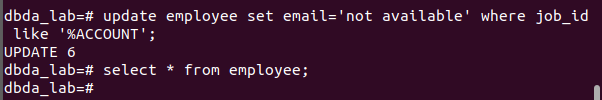 dbda_lab=# update employee set email='not available' where job_id
 like '%ACCOUNT';
UPDATE 6
dbda_lab=# select * from employee;
dbda_lab=#